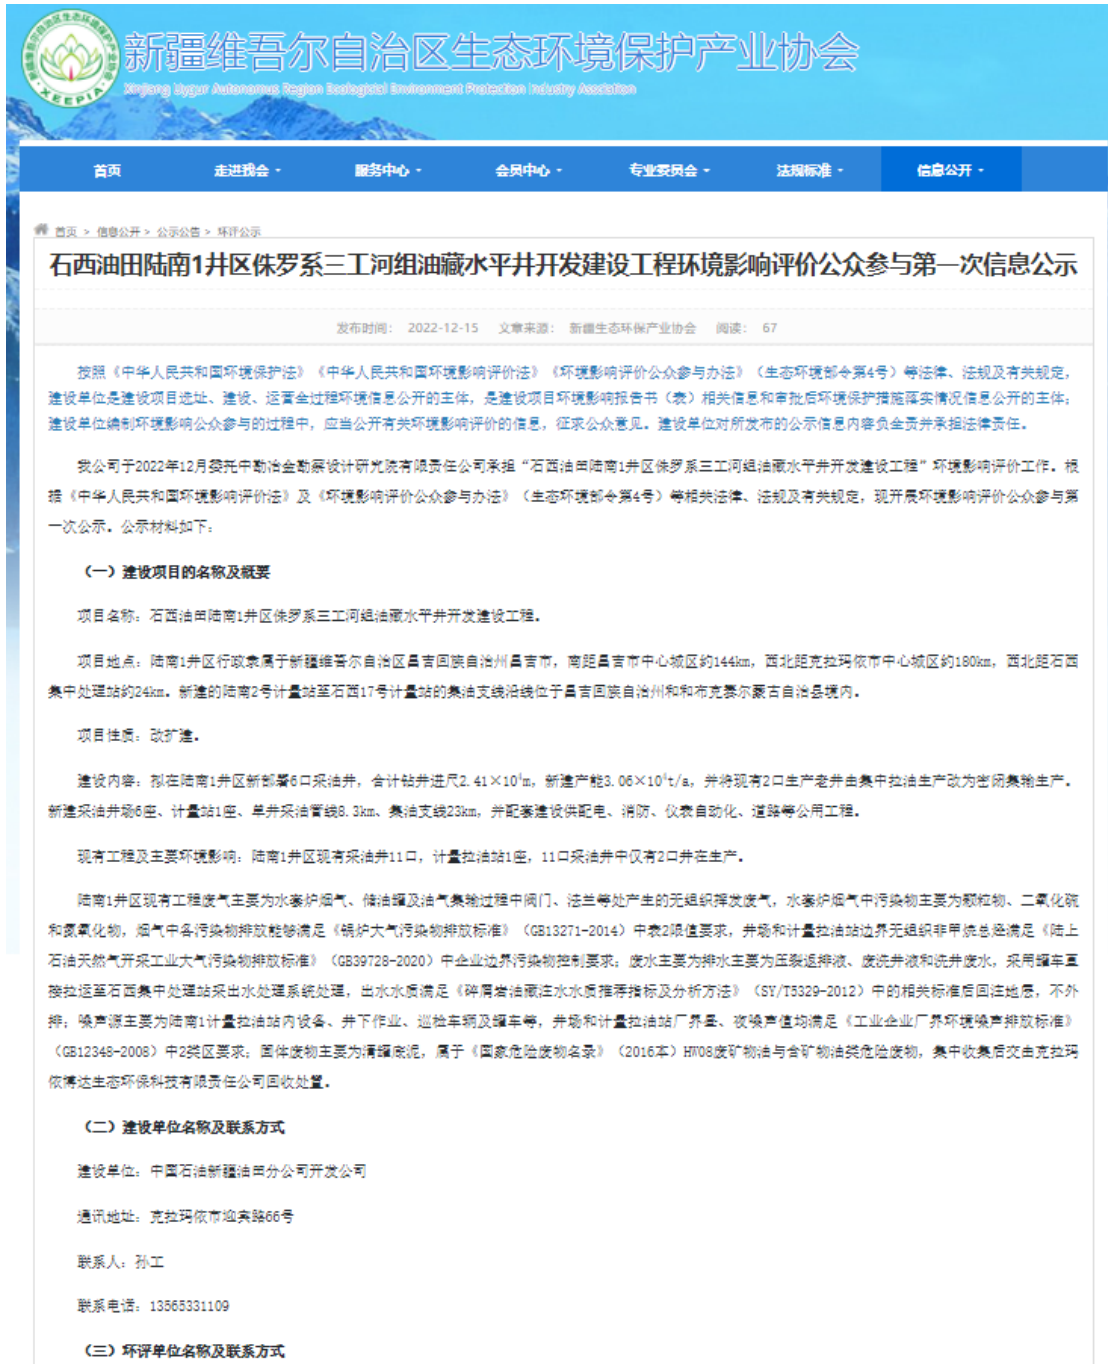 新疆维吾尔自治区生态环境保护产业协会
Xinjiang Uygur Autonomous Region Ecological Environment Protection Industry Association
XEEPIA
首页 走进我会 服务中心 会员中心 专业委员会 法规标准 信息公开
首页 > 信息公开 > 公示公告 > 环评公示
石西油田陆南1井区侏罗系三工河组油藏水平井开发建设工程环境影响评价公众参与第一次信息公示
发布时间: 2022-12-15 文章来源: 新疆生态环保产业协会 阅读: 67
按照《中华人民共和国环境保护法》《中华人民共和国环境影响评价法》《环境影响评价公众参与办法》（生态环境部令第4号）等法律、法规及有关规定，
建设单位是建设项目选址、建设、运营全过程环境信息公开的主体，是建设项目环境影响报告书（表）相关信息和审批后环境保护措施落实情况信息公开的主体；
建设单位编制环境影响公众参与的过程中，应当公开有关环境影响评价的信息，征求公众意见。建设单位对所发布的公示信息内容负全责并承担法律责任。
我公司于2022年12月委托中勘冶金勘察设计研究院有限责任公司承担“石西油田陆南1井区侏罗系三工河组油藏水平井开发建设工程”环境影响评价工作。根
据《中华人民共和国环境影响评价法》及《环境影响评价公众参与办法》（生态环境部令第4号）等相关法律、法规及有关规定，现开展环境影响评价公众参与第
一次公示。公示材料如下：
（一）建设项目的名称及概要
项目名称：石西油田陆南1井区侏罗系三工河组油藏水平井开发建设工程。
项目地点：陆南1井区行政隶属于新疆维吾尔自治区昌吉回族自治州昌吉市，南距昌吉市中心城区约144km，西北距克拉玛依市中心城区约180km，西北距石西
集中处理站约24km。新建的陆南2号计量站至石西17号计量站的集油支线沿线位于昌吉回族自治州和和布克赛尔蒙古自治县境内。
项目性质：改扩建。
建设内容：拟在陆南1井区新部署6口采油井，合计钻井进尺2.41×10⁴m，新建产能3.06×10⁴t/a，并将现有2口生产老井由集中拉油生产改为密闭集输生产。
新建采油井场6座、计量站1座、单井采油管线8.3km、集油支线23km，并配套建设供配电、消防、仪表自动化、道路等公用工程。
现有工程及主要环境影响：陆南1井区现有采油井11口，计量拉油站1座，11口采油井中仅有2口井在生产。
陆南1井区现有工程废气主要为水套炉烟气、储油罐及油气集输过程中阀门、法兰等处产生的无组织挥发废气，水套炉烟气中污染物主要为颗粒物、二氧化硫
和氮氧化物，烟气中各污染物排放能够满足《锅炉大气污染物排放标准》（GB13271-2014）中表2限值要求，井场和计量拉油站边界无组织非甲烷总烃满足《陆上
石油天然气开采工业大气污染物排放标准》（GB39728-2020）中企业边界污染物控制要求；废水主要为排水主要为压裂返排液、废洗井液和洗井废水，采用罐车直
接拉运至石西集中处理站采出水处理系统处理，出水水质满足《碎屑岩油藏注水水质推荐指标及分析方法》（SY/T5329-2012）中的相关标准后回注地层，不外
排；噪声源主要为陆南1计量拉油站内设备、井下作业、巡检车辆及罐车等，井场和计量拉油站厂界昼、夜噪声值均满足《工业企业厂界环境噪声排放标准》
（GB12348-2008）中2类区要求；固体废物主要为清罐底泥，属于《国家危险废物名录》（2016本）HW08废矿物油与含矿物油类危险废物，集中收集后交由克拉玛
依博达生态环保科技有限责任公司回收处置。
（二）建设单位名称及联系方式
建设单位：中国石油新疆油田分公司开发公司
通讯地址：克拉玛依市迎宾路66号
联系人：孙工
联系电话：13565331109
（三）环评单位名称及联系方式